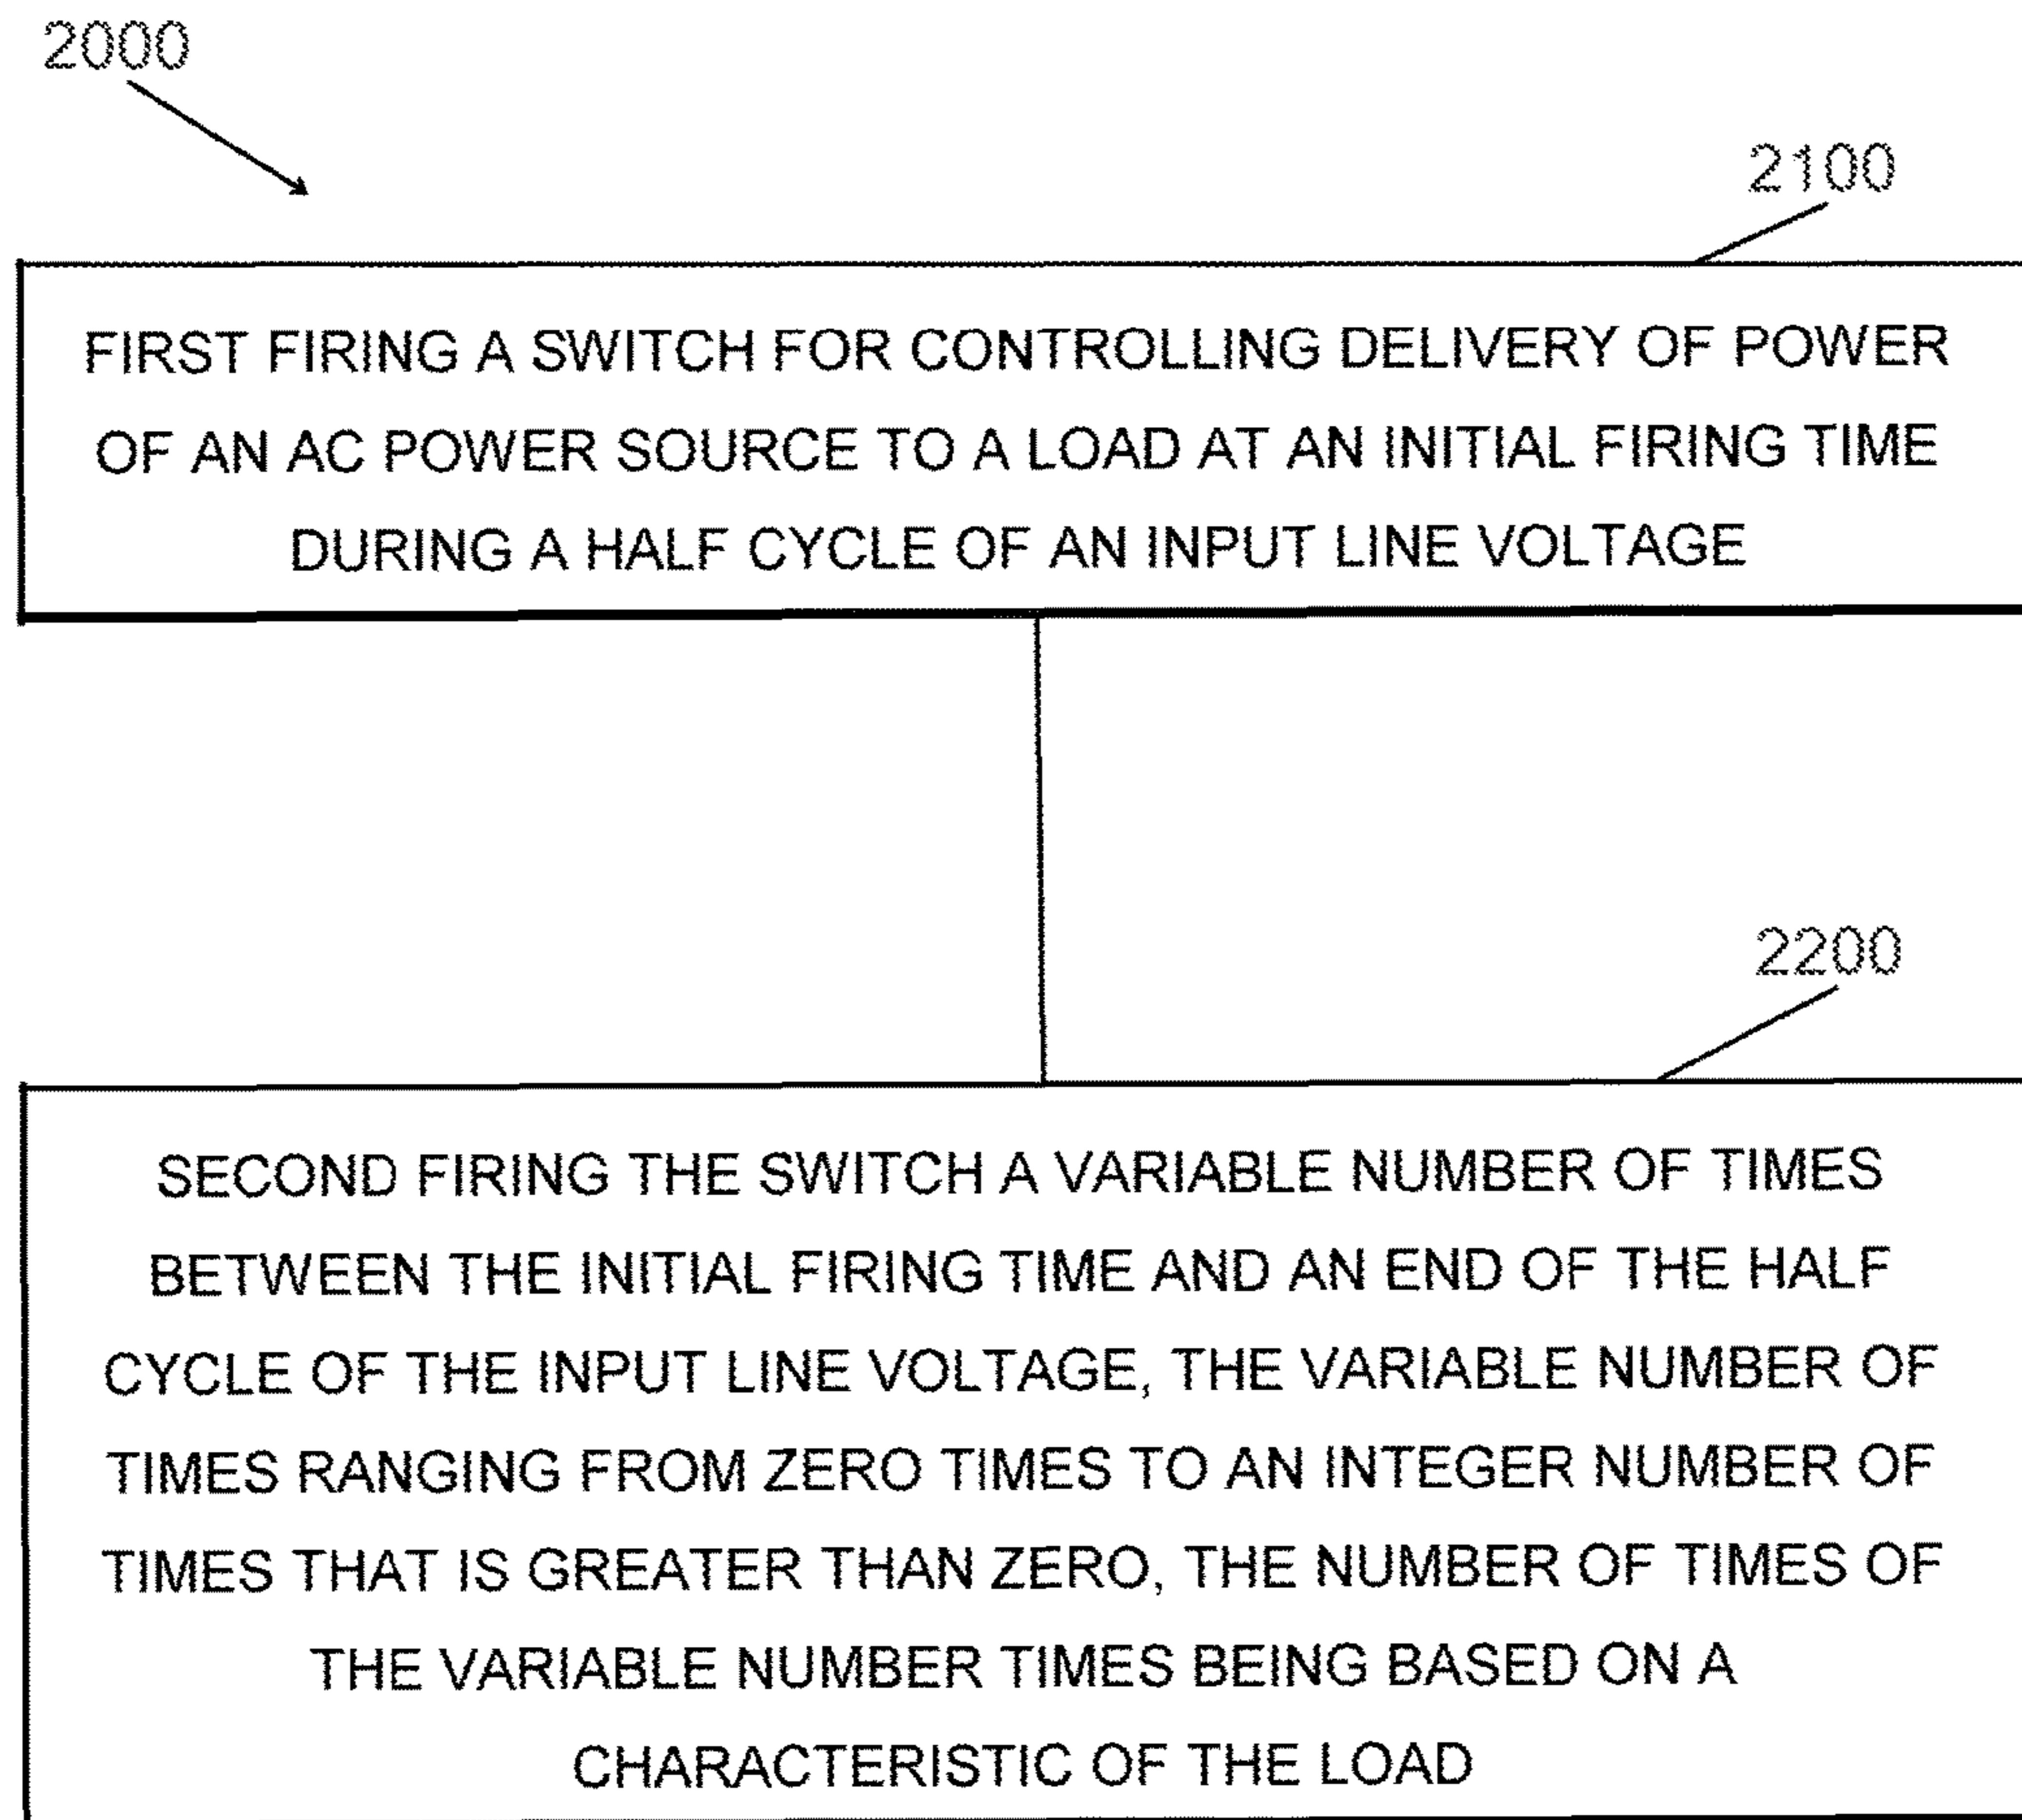 2000
2100
FIRST FIRING A SWITCH FOR CONTROLLING DELIVERY OF POWER
OF AN AC POWER SOURCE TO A LOAD AT AN INITIAL FIRING TIME
DURING A HALF CYCLE OF AN INPUT LINE VOLTAGE
2200
SECOND FIRING THE SWITCH A VARIABLE NUMBER OF TIMES
BETWEEN THE INITIAL FIRING TIME AND AN END OF THE HALF
CYCLE OF THE INPUT LINE VOLTAGE, THE VARIABLE NUMBER OF
TIMES RANGING FROM ZERO TIMES TO AN INTEGER NUMBER OF
TIMES THAT IS GREATER THAN ZERO, THE NUMBER OF TIMES OF
THE VARIABLE NUMBER TIMES BEING BASED ON A
CHARACTERISTIC OF THE LOAD